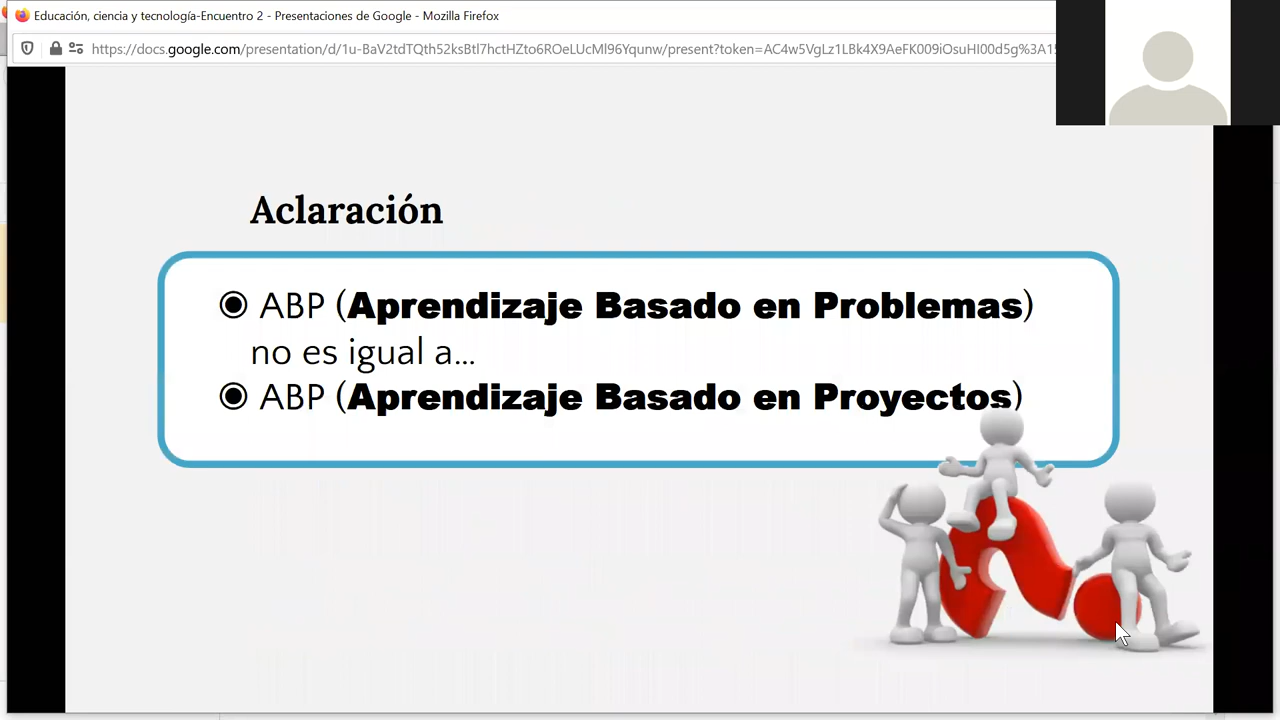 Educación, ciencia y tecnología-Encuentro 2 - Presentaciones de Google - Mozilla Firefox
https://docs.google.com/presentation/d/1u-BaV2tdTQth52ksBtl7hctHZto6ROeLUcMl96Yqunw/present?token=AC4w5VgLz1LBk4X9AeFK009iOsuHI00d5g%3A15
Aclaración
◉ ABP (Aprendizaje Basado en Problemas)
no es igual a...
◉ ABP (Aprendizaje Basado en Proyectos)